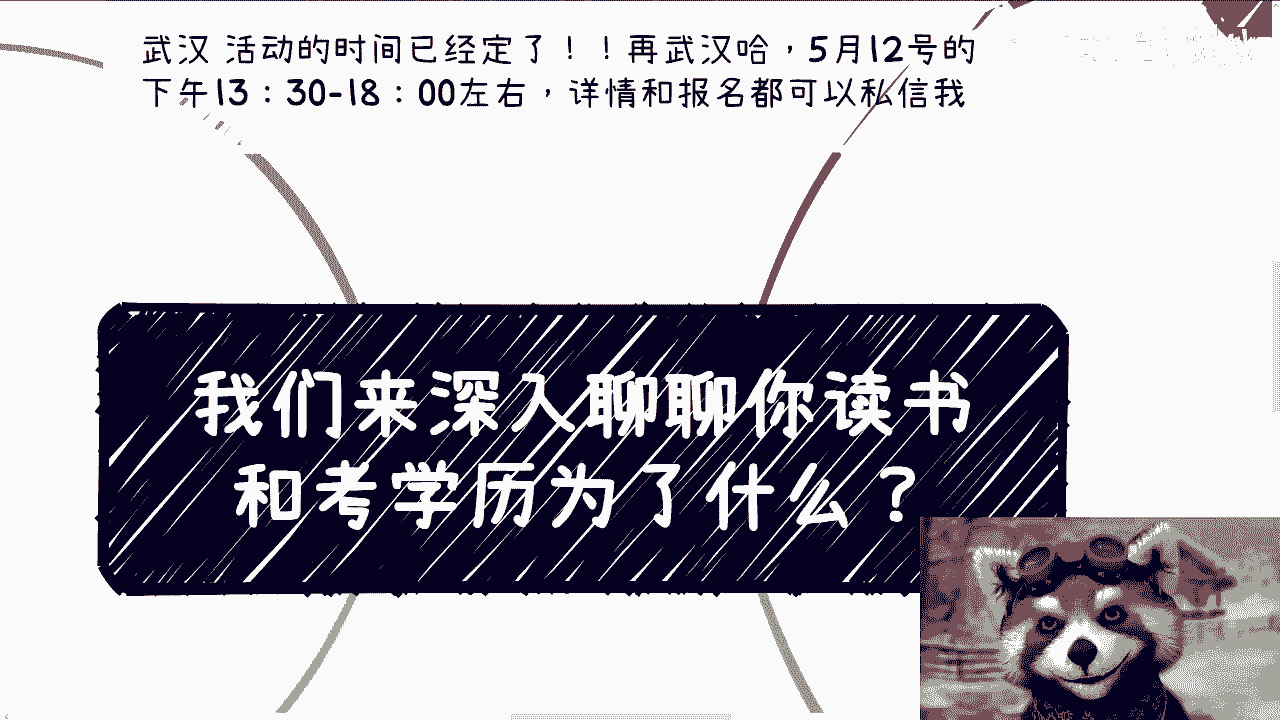 武汉 活动的时间已经定了！！再武汉哈，5月12号的
下午13：30-18：00左右，详情和报名都可以私信我
我们来深入聊聊你读书
和考学历为了什么？